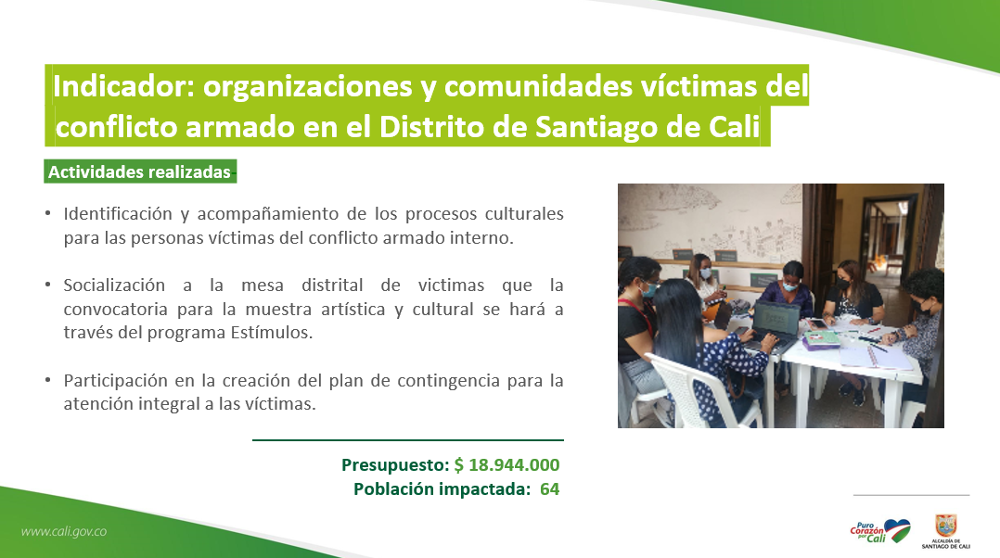 Indicador: organizaciones y comunidades víctimas del
conflicto armado en el Distrito de Santiago de Cali
Actividades realizadas-
• Identificación y acompañamiento de los procesos culturales
para las personas víctimas del conflicto armado interno.
• Socialización a la mesa distrital de victimas que la
convocatoria para la muestra artística y cultural se hará a
través del programa Estímulos.
• Participación en la creación del plan de contingencia para la
atención integral a las víctimas.
Presupuesto: $ 18.944.000
Población impactada: 64
www.cali.gov.co
Puro
Corazón
por Cali
ALCALDÍA DE
SANTIAGO DE CALI